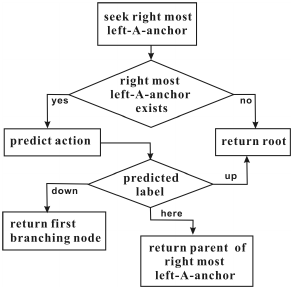 seek right most
left-A-anchor
right most
left-A-anchor
exists
yes
no
predict action
return root
predicted
label
up
down
here
return first
branching node
return parent of
right most
left-A-anchor